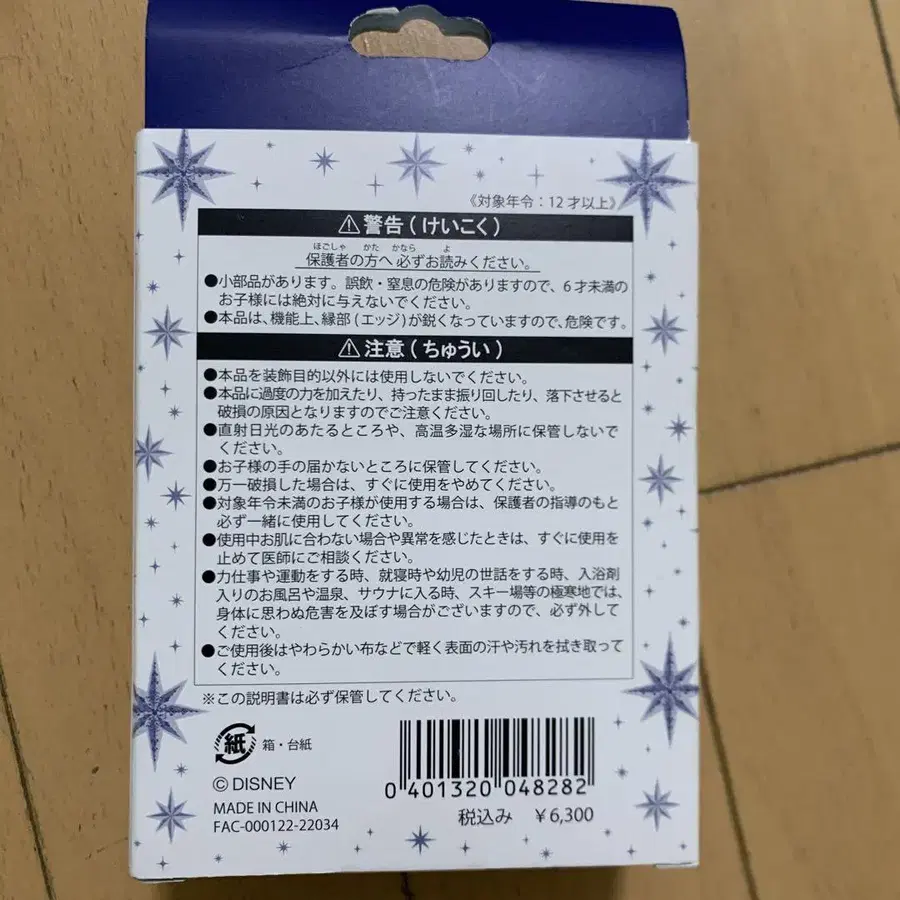 《対象年令：12才以上》
⚠警告(けいこく)
ほごしゃ かた かなら よ
保護者の方へ必ずお読みください。
●小部品があります。誤飲・窒息の危険がありますので、6才未満の
お子様には絶対に与えないでください。
●本品は、機能上、縁部(エッジ)が鋭くなっていますので、危険です。
⚠注意(ちゅうい)
●本品を装飾目的以外には使用しないでください。
●本品に過度の力を加えたり、持ったまま振り回したり、落下させると
破損の原因となりますのでご注意ください。
●直射日光のあたるところや、高温多湿な場所に保管しないで
ください。
●お子様の手の届かないところに保管してください。
●万一破損した場合は、すぐに使用をやめてください。
●対象年令未満のお子様が使用する場合は、保護者の指導のもと
必ず一緒に使用してください。
●使用中お肌に合わない場合や異常を感じたときは、すぐに使用を
止めて医師にご相談ください。
●力仕事や運動をする時、就寝時や幼児の世話をする時、入浴剤
入りのお風呂や温泉、サウナに入る時、スキー場等の極寒地では、
身体に思わぬ危害を及ぼす場合がございますので、必ず外して
ください。
●ご使用後はやわらかい布などで軽く表面の汗や汚れを拭き取って
ください。
※この説明書は必ず保管してください。
紙 箱・台紙
© DISNEY
MADE IN CHINA
FAC-000122-22034
0 401320 048282
税込み ¥6,300